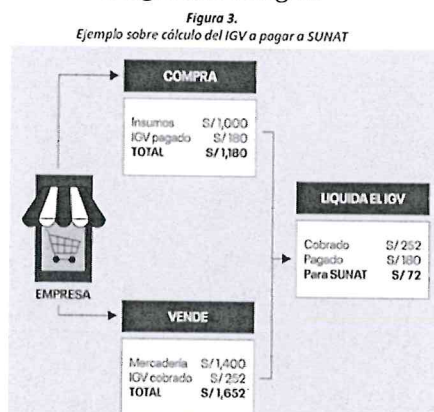 Figura 3.
Ejemplo sobre cálculo del IGV a pagar a SUNAT
COMPRA
Insumos S/1,000
IGV pagado S/180
TOTAL S/1,180
EMPRESA
LIQUIDA EL IGV
Cobrado S/252
Pagado S/180
Para SUNAT S/72
VENDE
Mercadería S/1,400
IGV cobrado S/252
TOTAL S/1,652